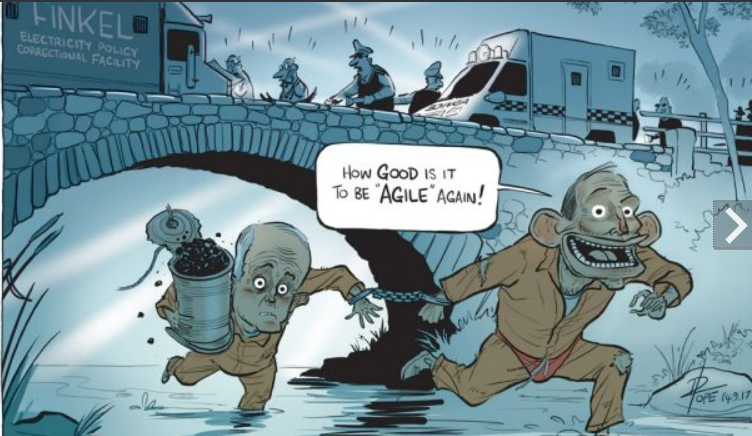 FINKEL
ELECTRICITY POLICY
CORRECTIONAL FACILITY
HOW GOOD IS IT
TO BE "AGILE" AGAIN!
POPE 14.9.17